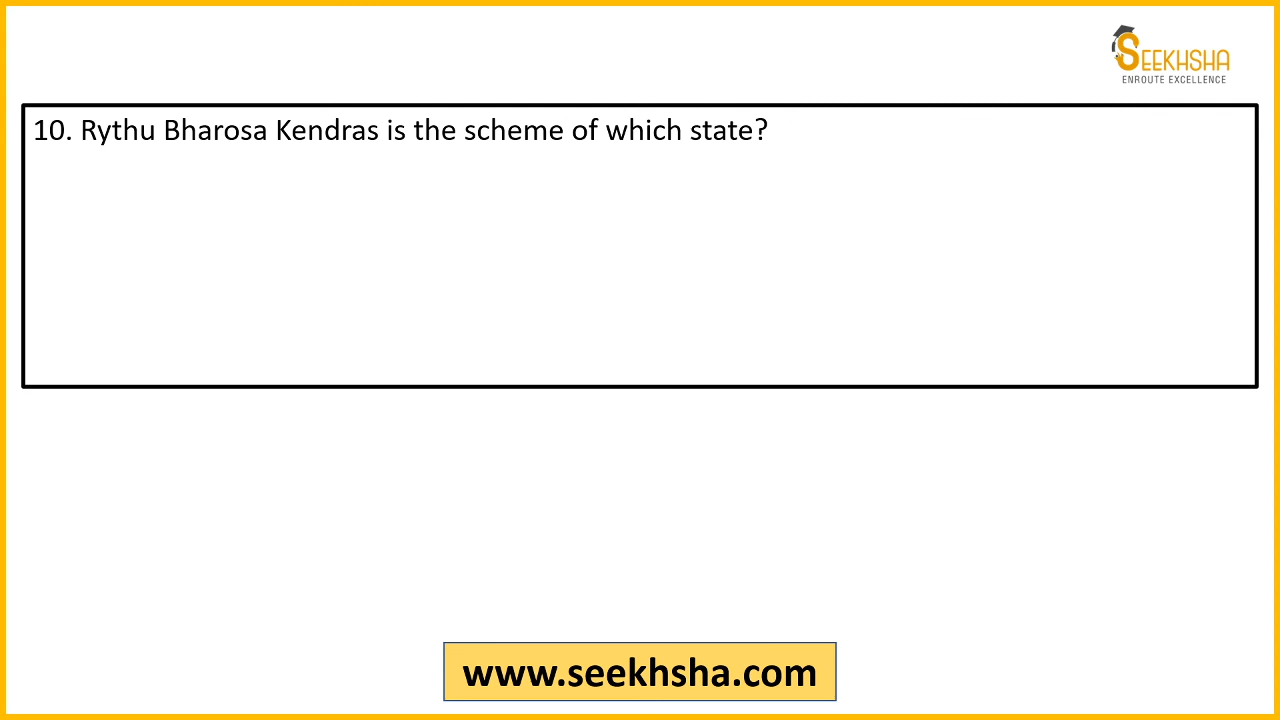 SEEKHSHA
ENROUTE EXCELLENCE
10. Rythu Bharosa Kendras is the scheme of which state?
www.seekhsha.com